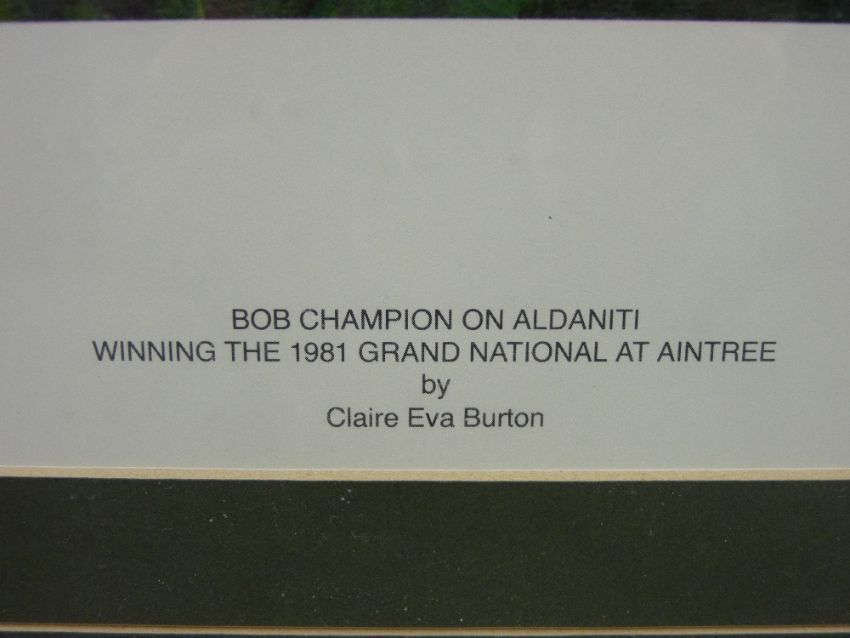 BOB CHAMPION ON ALDANITI
WINNING THE 1981 GRAND NATIONAL AT AINTREE
by
Claire Eva Burton